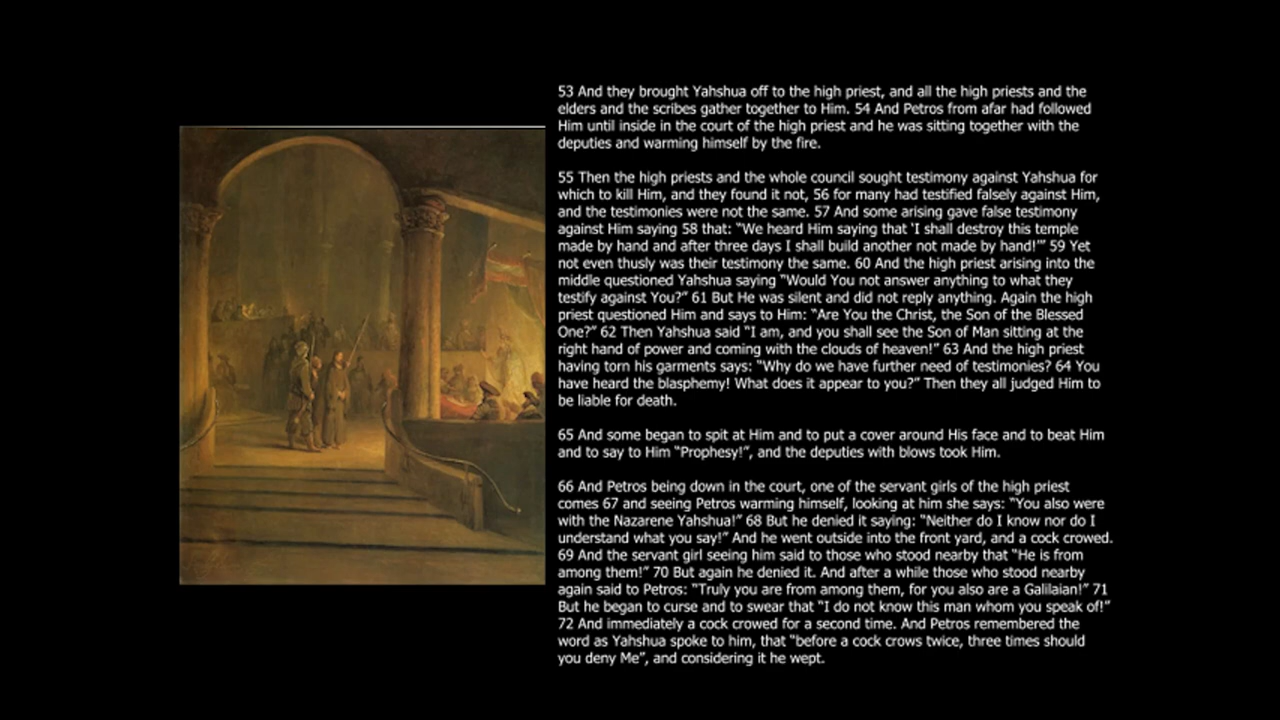 53 And they brought Yahshua off to the high priest, and all the high priests and the
elders and the scribes gather together to Him. 54 And Petros from afar had followed
Him until inside in the court of the high priest and he was sitting together with the
deputies and warming himself by the fire.
55 Then the high priests and the whole council sought testimony against Yahshua for
which to kill Him, and they found it not, 56 for many had testified falsely against Him,
and the testimonies were not the same. 57 And some arising gave false testimony
against Him saying 58 that: “We heard Him saying that ‘I shall destroy this temple
made by hand and after three days I shall build another not made by hand!’” 59 Yet
not even thusly was their testimony the same. 60 And the high priest arising into the
middle questioned Yahshua saying “Would You not answer anything to what they
testify against You?” 61 But He was silent and did not reply anything. Again the high
priest questioned Him and says to Him: “Are You the Christ, the Son of the Blessed
One?” 62 Then Yahshua said “I am, and you shall see the Son of Man sitting at the
right hand of power and coming with the clouds of heaven!” 63 And the high priest
having torn his garments says: “Why do we have further need of testimonies? 64 You
have heard the blasphemy! What does it appear to you?” Then they all judged Him to
be liable for death.
65 And some began to spit at Him and to put a cover around His face and to beat Him
and to say to Him “Prophesy!”, and the deputies with blows took Him.
66 And Petros being down in the court, one of the servant girls of the high priest
comes 67 and seeing Petros warming himself, looking at him she says: “You also were
with the Nazarene Yahshua!” 68 But he denied it saying: “Neither do I know nor do I
understand what you say!” And he went outside into the front yard, and a cock crowed.
69 And the servant girl seeing him said to those who stood nearby that “He is from
among them!” 70 But again he denied it. And after a while those who stood nearby
again said to Petros: “Truly you are from among them, for you also are a Galilaian!” 71
But he began to curse and to swear that “I do not know this man whom you speak of!”
72 And immediately a cock crowed for a second time. And Petros remembered the
word as Yahshua spoke to him, that “before a cock crows twice, three times should
you deny Me”, and considering it he wept.